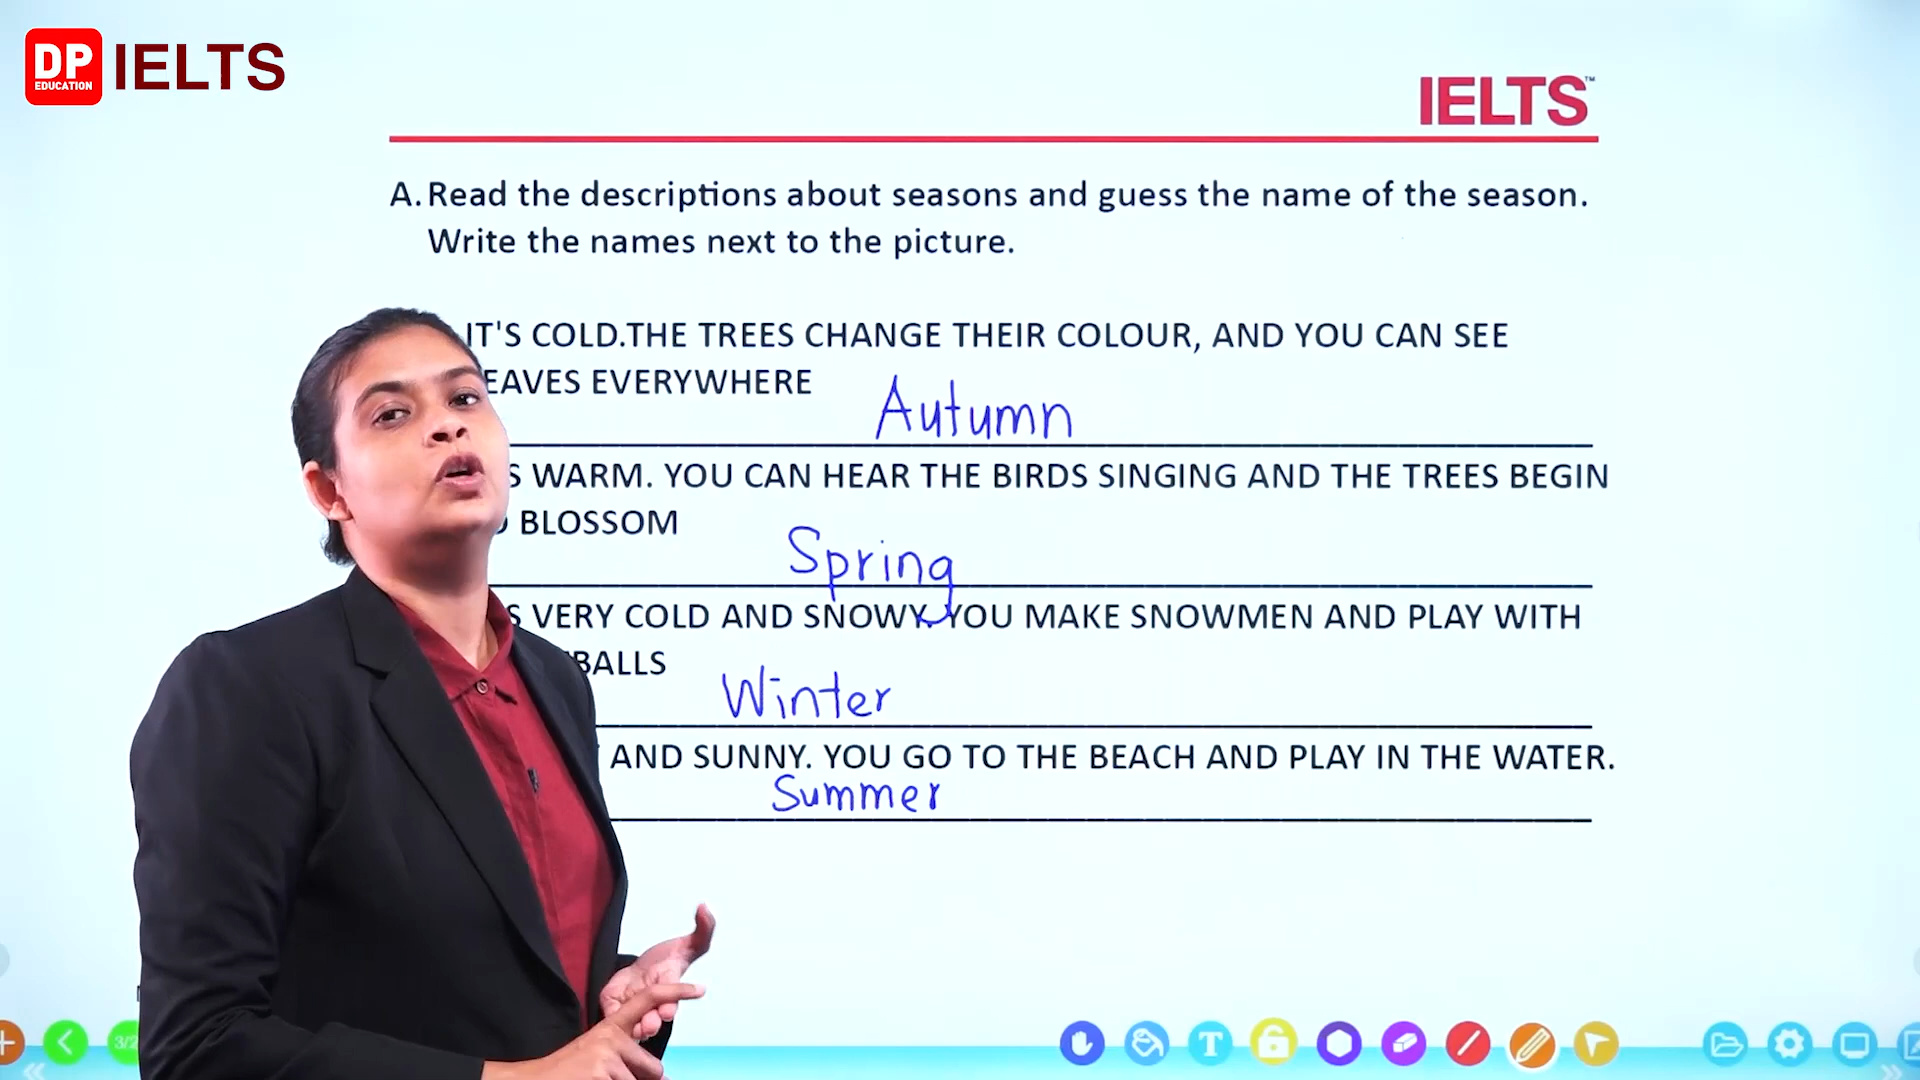 DP
EDUCATION
IELTS
IELTS™
A. Read the descriptions about seasons and guess the name of the season.
Write the names next to the picture.
IT'S COLD.THE TREES CHANGE THEIR COLOUR, AND YOU CAN SEE
EVERYWHERE
Autumn
WARM. YOU CAN HEAR THE BIRDS SINGING AND THE TREES BEGIN
BLOSSOM
Spring
VERY COLD AND SNOWY. YOU MAKE SNOWMEN AND PLAY WITH
Winter
AND SUNNY. YOU GO TO THE BEACH AND PLAY IN THE WATER.
Summer